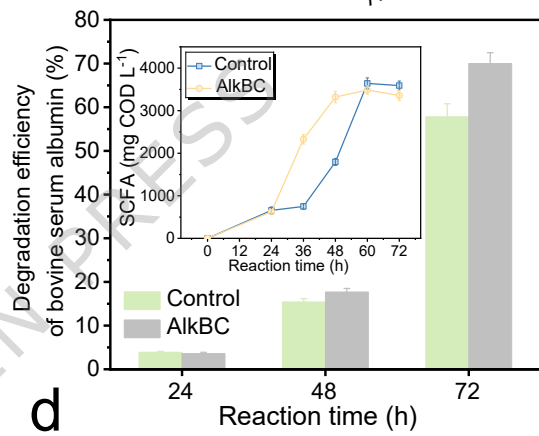 80
70
60
50
40
30
20
10
0
Degradation efficiency
of bovine serum albumin (%)
4000
3000
2000
1000
0
SCFA (mg COD L⁻¹)
Control
AlkBC
0 12 24 36 48 60 72
Reaction time (h)
Control
AlkBC
24 48 72
Reaction time (h)
d
PRESS